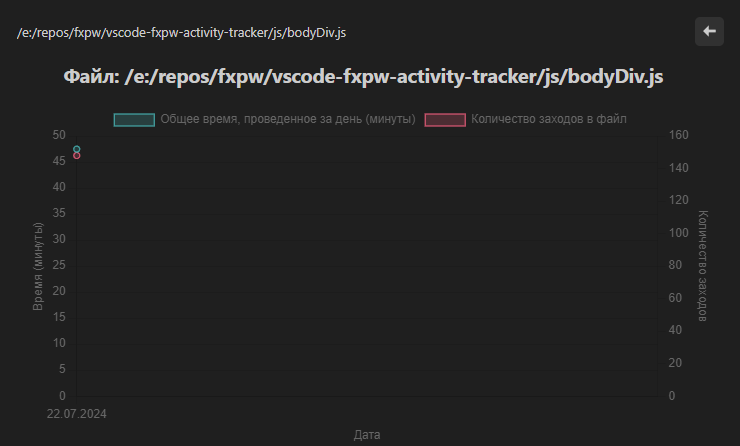 /e:/repos/fxpw/vscode-fxpw-activity-tracker/js/bodyDiv.js
Файл: /e:/repos/fxpw/vscode-fxpw-activity-tracker/js/bodyDiv.js
Общее время, проведенное за день (минуты) Количество заходов в файл
50 160
45 140
40 120
35 100
30 80
25 60
20 40
15 20
10 0
5
0
Время (минуты)
Количество заходов
22.07.2024
Дата